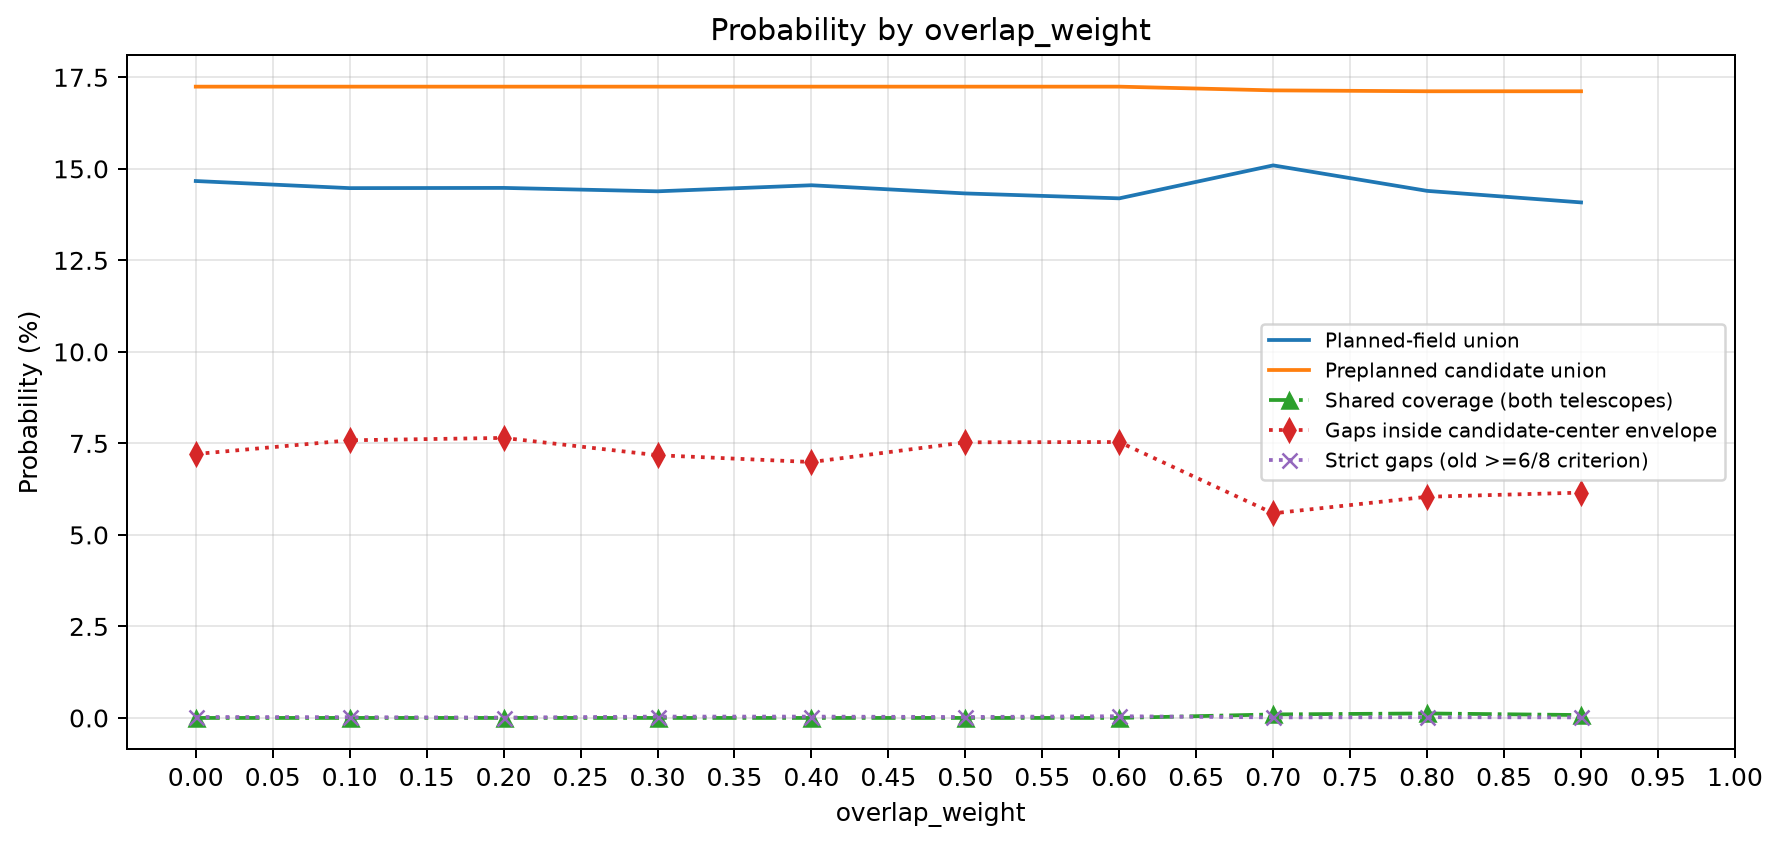 Probability by overlap_weight
Probability (%)
17.5
15.0
12.5
10.0
7.5
5.0
2.5
0.0
Planned-field union
Preplanned candidate union
Shared coverage (both telescopes)
Gaps inside candidate-center envelope
Strict gaps (old >=6/8 criterion)
0.00 0.05 0.10 0.15 0.20 0.25 0.30 0.35 0.40 0.45 0.50 0.55 0.60 0.65 0.70 0.75 0.80 0.85 0.90 0.95 1.00
overlap_weight